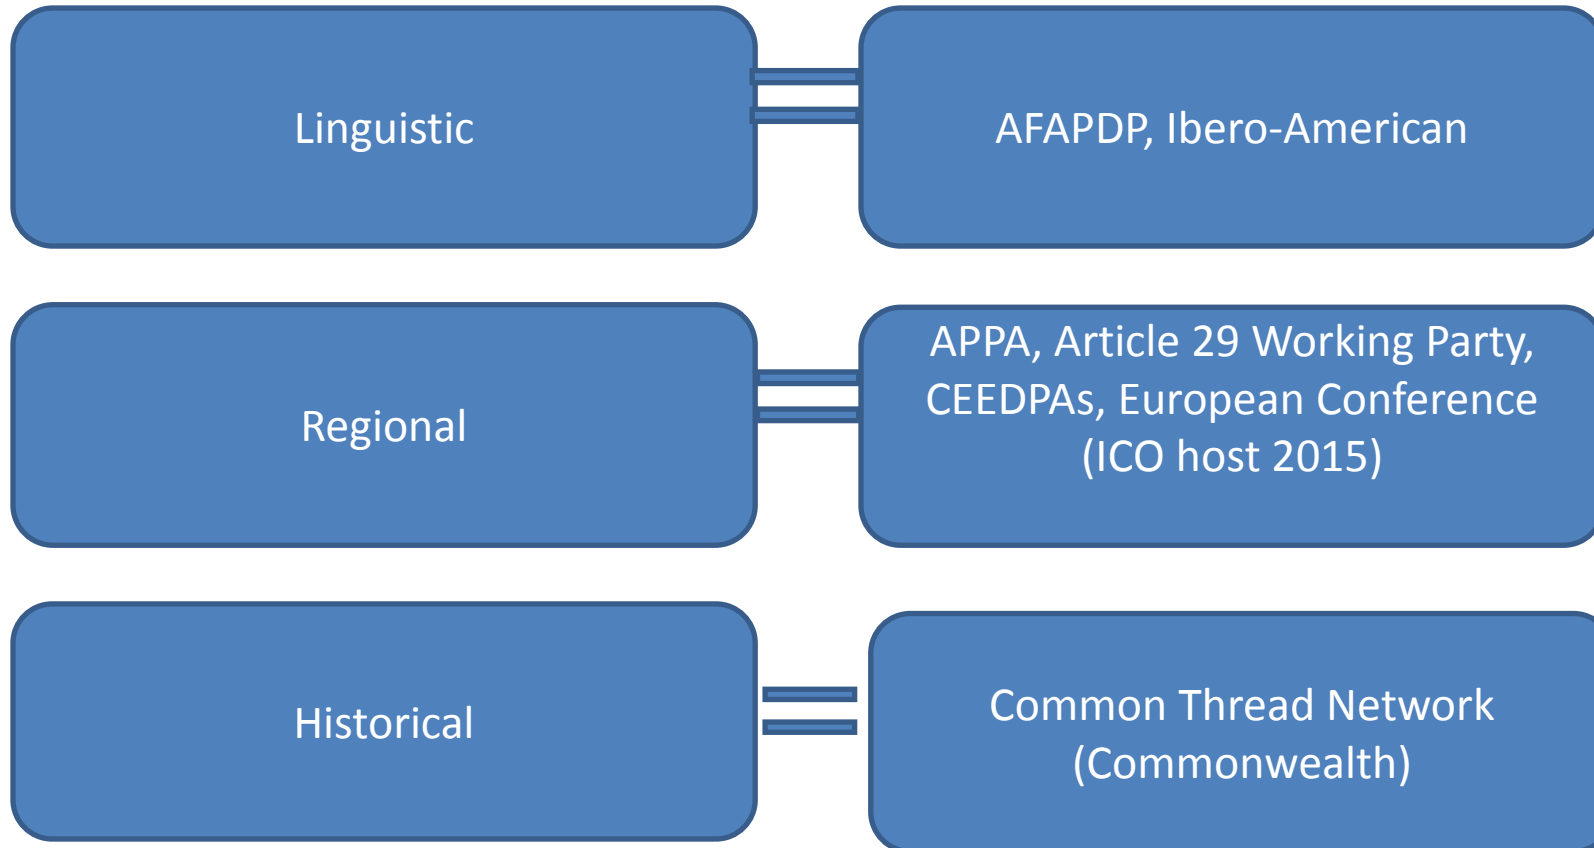 Linguistic
AFAPDP, Ibero-American
Regional
APPA, Article 29 Working Party,
CEEDPAs, European Conference
(ICO host 2015)
Historical
Common Thread Network
(Commonwealth)